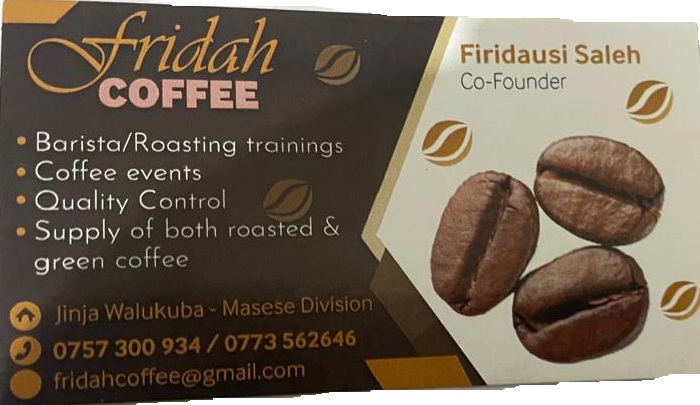 fridah
COFFEE
Firidausi Saleh
Co-Founder
• Barista/Roasting trainings
• Coffee events
• Quality Control
• Supply of both roasted &
green coffee
Jinja Walukuba - Masese Division
0757 300 934 / 0773 562646
fridahcoffee@gmail.com